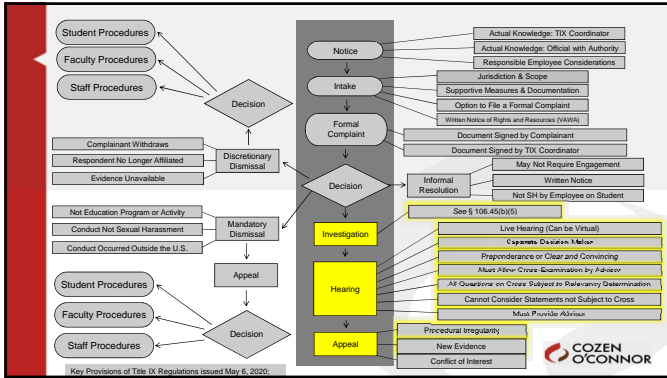 Student Procedures
Faculty Procedures
Staff Procedures
Decision
Complainant Withdraws
Respondent No Longer Affiliated
Evidence Unavailable
Discretionary
Dismissal
Not Education Program or Activity
Conduct Not Sexual Harassment
Conduct Occurred Outside the U.S.
Mandatory
Dismissal
Appeal
Student Procedures
Faculty Procedures
Staff Procedures
Decision
Key Provisions of Title IX Regulations issued May 6, 2020;
Notice
Intake
Formal
Complaint
Decision
Investigation
Hearing
Appeal
Actual Knowledge: TIX Coordinator
Actual Knowledge: Official with Authority
Responsible Employee Considerations
Jurisdiction & Scope
Supportive Measures & Documentation
Option to File a Formal Complaint
Written Notice of Rights and Resources (VAWA)
Document Signed by Complainant
Document Signed by TIX Coordinator
Informal
Resolution
May Not Require Engagement
Written Notice
Not SH by Employee on Student
See § 106.45(b)(5)
Live Hearing (Can be Virtual)
Separate Decision Maker
Preponderance or Clear and Convincing
Must Allow Cross-Examination by Advisor
All Questions on Cross Subject to Relevancy Determination
Cannot Consider Statements not Subject to Cross
Must Provide Advisor
Procedural Irregularity
New Evidence
Conflict of Interest
COZEN
O'CONNOR